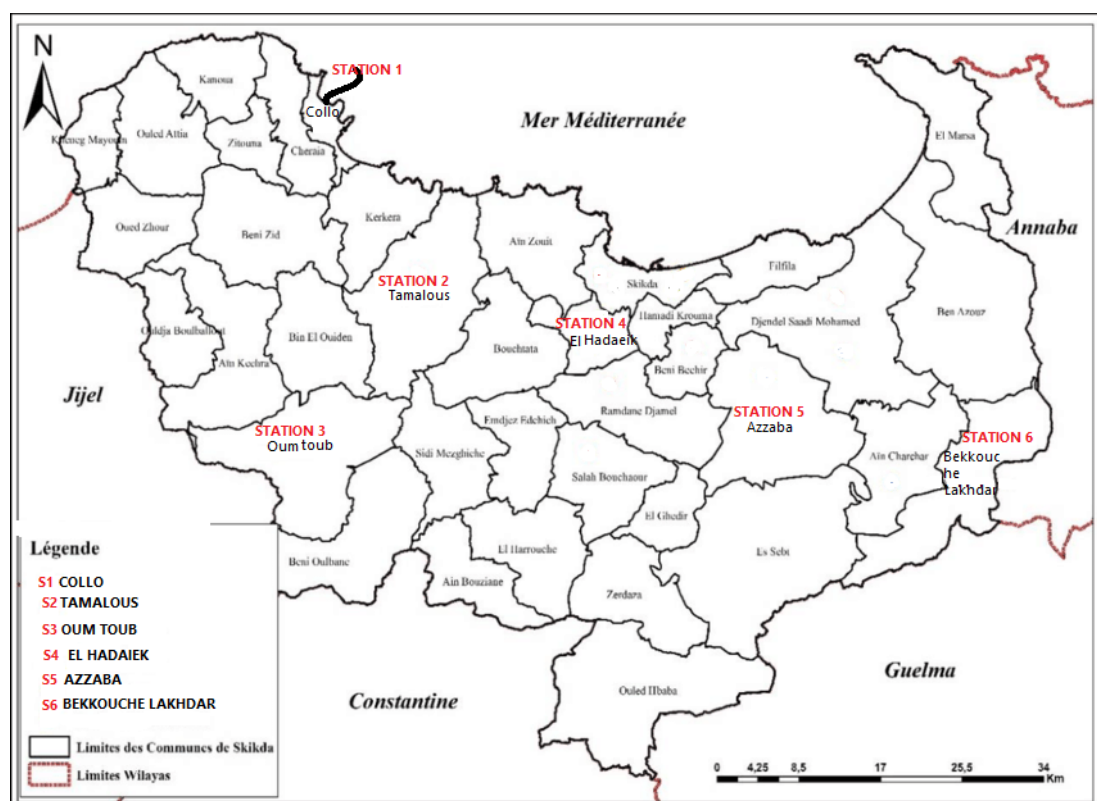 N
STATION 1
Kanoua
Collo
Mer Méditerranée
Ouled Attia
Kheneg Mayoum
Zitouna
Cheraia
El Marsa
Kerkera
Oued Zhour
Beni Zid
Aïn Zouit
Annaba
Filfila
STATION 2
Tamalous
Skikda
Ben Azouz
STATION 4
El Hadaeik
Hamadi Krouma
Djendel Saadi Mohamed
Ouldja Boulballout
Bin El Ouiden
Bouchtata
Aïn Kechra
Beni Bechir
Jijel
Ramdane Djamel
STATION 5
Azzaba
Emdjez Edchich
STATION 3
Oum toub
STATION 6
Sidi Mezghiche
Aïn Charchar
Bekkouc
he
Lakhdar
Salah Bouchaour
El Ghedir
Légende
El Harrouche
Es Sebt
Beni Oulbane
S1 COLLO
Ain Bouziane
S2 TAMALOUS
Zerdaza
S3 OUM TOUB
S4 EL HADAIEK
Guelma
S5 AZZABA
Constantine
Ouled Hbaba
S6 BEKKOUCHE LAKHDAR
Limites des Communes de Skikda
Limites Wilayas
0 4,25 8,5 17 25,5 34
Km